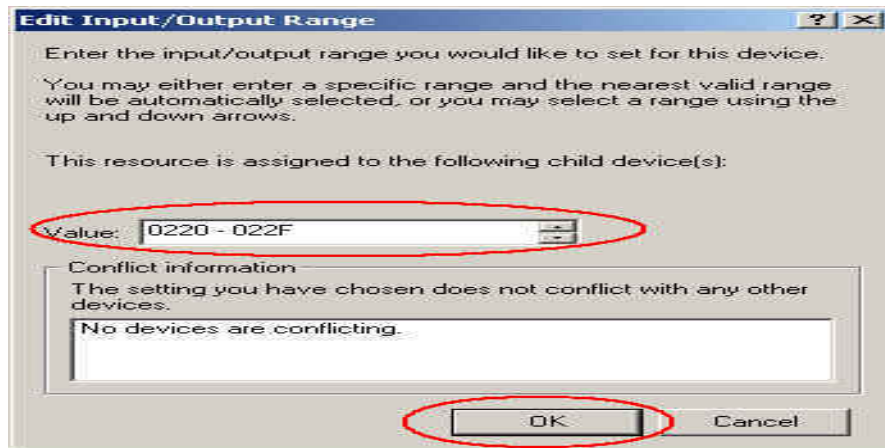 Edit Input/Output Range
Enter the input/output range you would like to set for this device.
You may either enter a specific range and the nearest valid range
will be automatically selected, or you may select a range using the
up and down arrows.
This resource is assigned to the following child device(s):
Value: 0220 - 022F
Conflict information
The setting you have chosen does not conflict with any other
devices.
No devices are conflicting.
OK Cancel